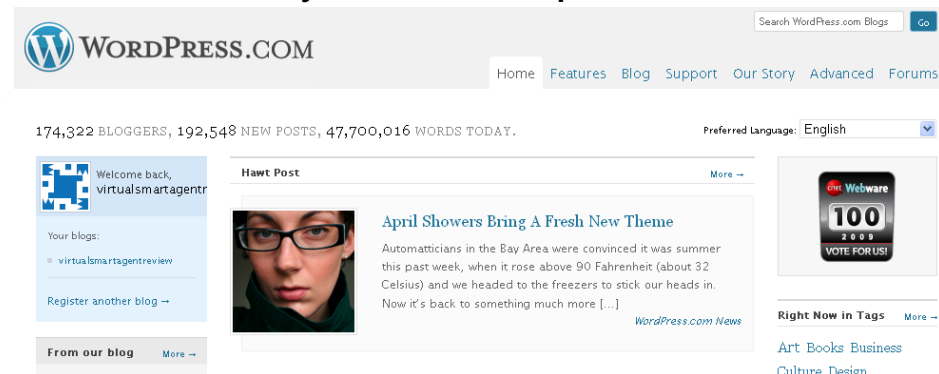 Search WordPress.com Blogs
Go
WORDPRESS.COM
Home Features Blog Support Our Story Advanced Forums
174,322 BLOGGERS, 192,548 NEW POSTS, 47,700,016 WORDS TODAY.
Preferred Language: English
Welcome back,
virtualsmartagentr
Your blogs:
virtualsmartagentreview
Register another blog →
From our blog More →
Hawt Post More →
April Showers Bring A Fresh New Theme
Automatticians in the Bay Area were convinced it was summer
this past week, when it rose above 90 Fahrenheit (about 32
Celsius) and we headed to the freezers to stick our heads in.
Now it's back to something much more [...]
WordPress.com News
cnet Webware
100
2009
VOTE FOR US!
Right Now in Tags More →
Art Books Business
Culture Design